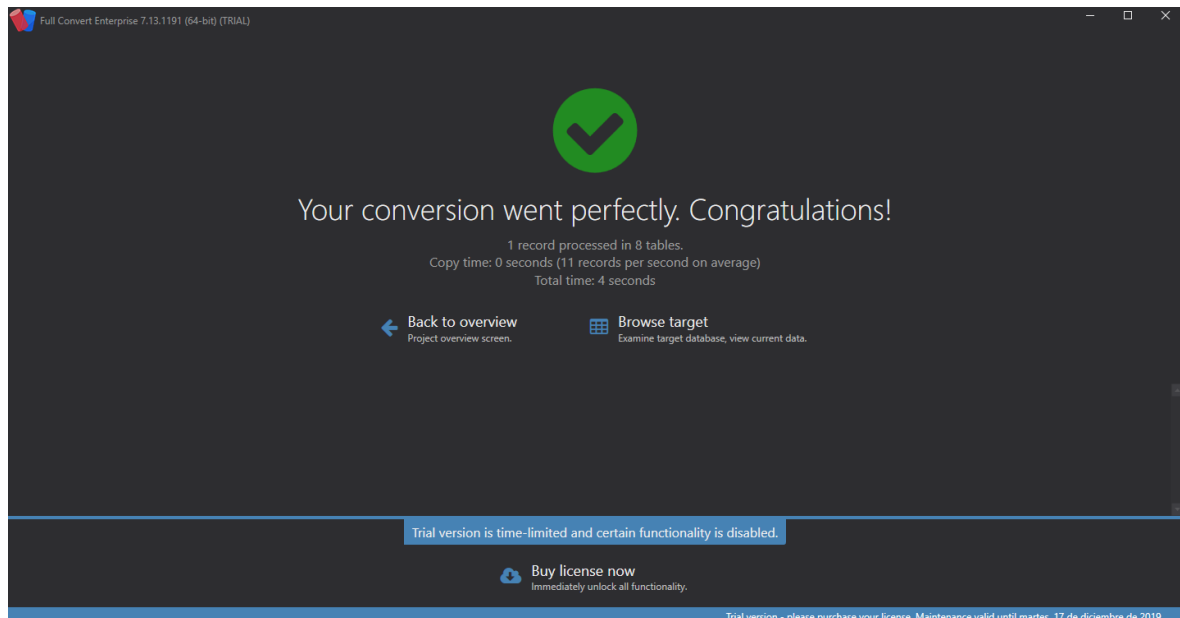 Full Convert Enterprise 7.13.1191 (64-bit) (TRIAL)
Your conversion went perfectly. Congratulations!
1 record processed in 8 tables.
Copy time: 0 seconds (11 records per second on average)
Total time: 4 seconds
Back to overview
Project overview screen.
Browse target
Examine target database, view current data.
Trial version is time-limited and certain functionality is disabled.
Buy license now
Immediately unlock all functionality.
Trial version - please purchase your license. Maintenance valid until martes, 17 de diciembre de 2019